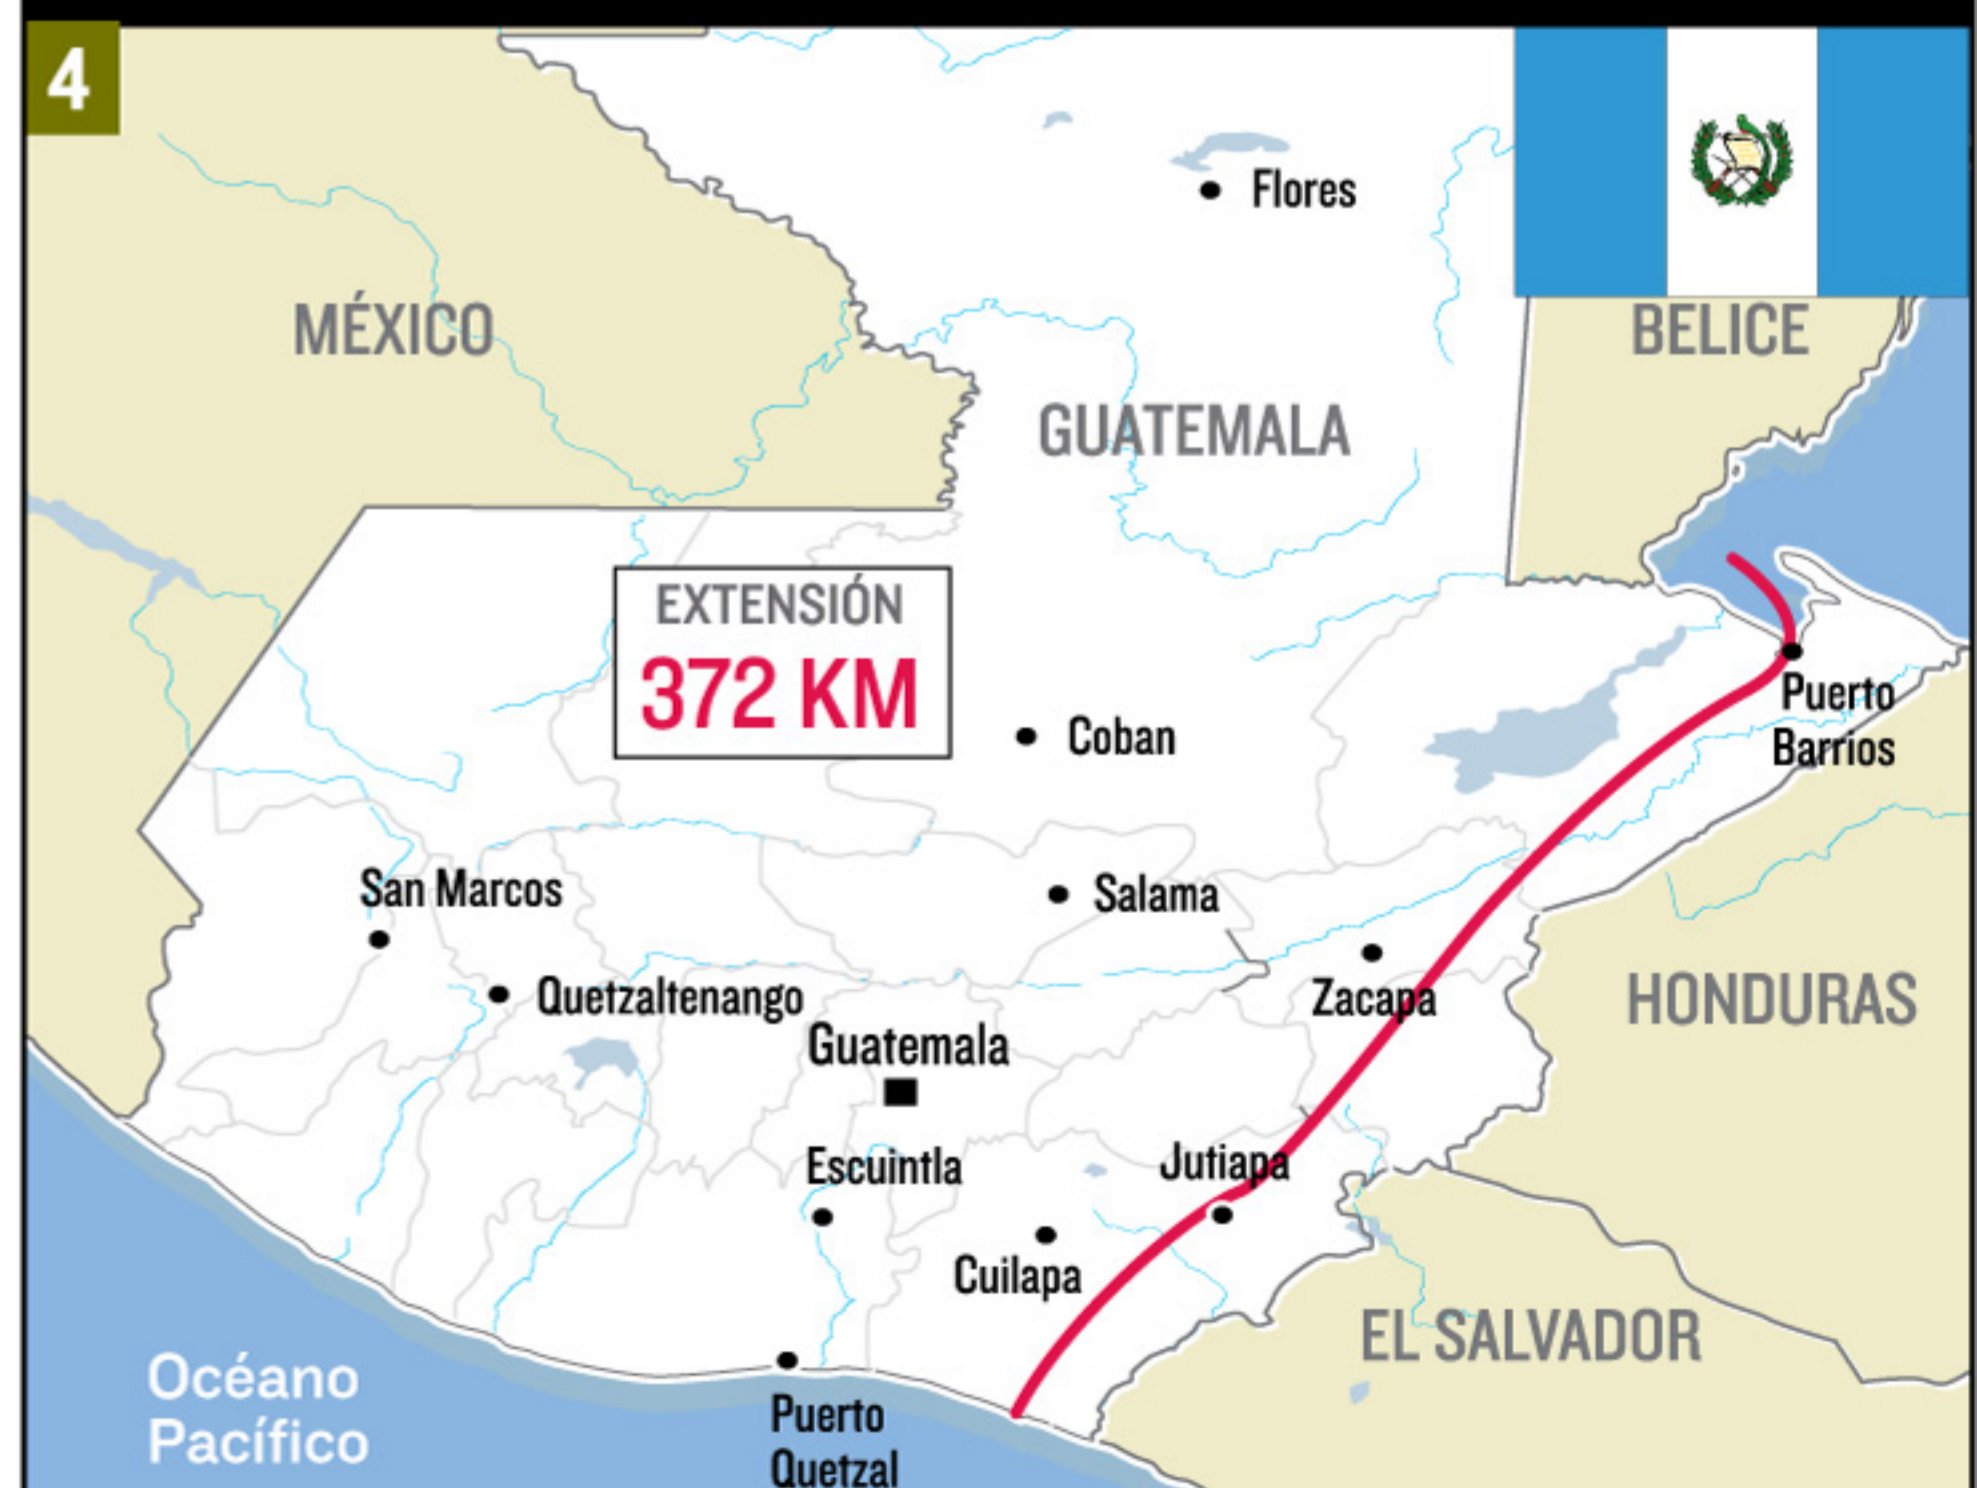 4
Flores
MÉXICO
BELICE
GUATEMALA
EXTENSIÓN
372 KM
Puerto
Barrios
Coban
San Marcos
Salama
Quetzaltenango
Zacapa
HONDURAS
Guatemala
Escuintla
Jutiapa
Cuilapa
EL SALVADOR
Océano
Pacífico
Puerto
Quetzal